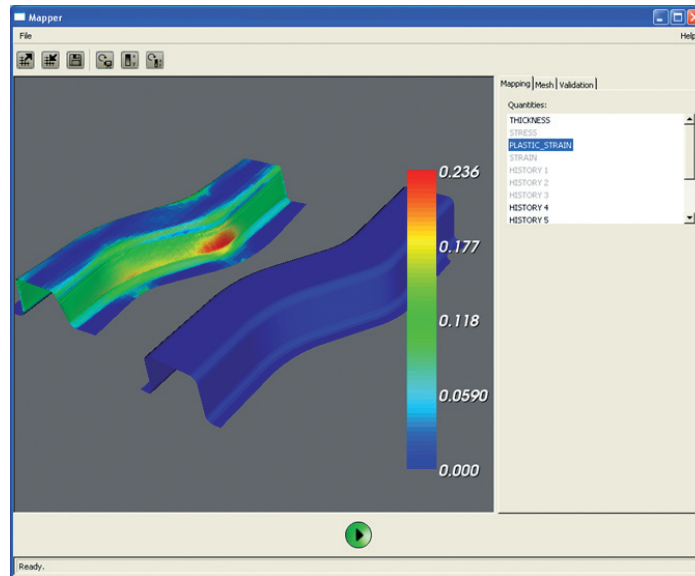 Mapper
File
Help
Mapping
Mesh
Validation
Quantities:
THICKNESS
STRESS
PLASTIC_STRAIN
STRAIN
HISTORY 1
HISTORY 2
HISTORY 3
HISTORY 4
HISTORY 5
0.236
0.177
0.118
0.0590
0.000
Ready.